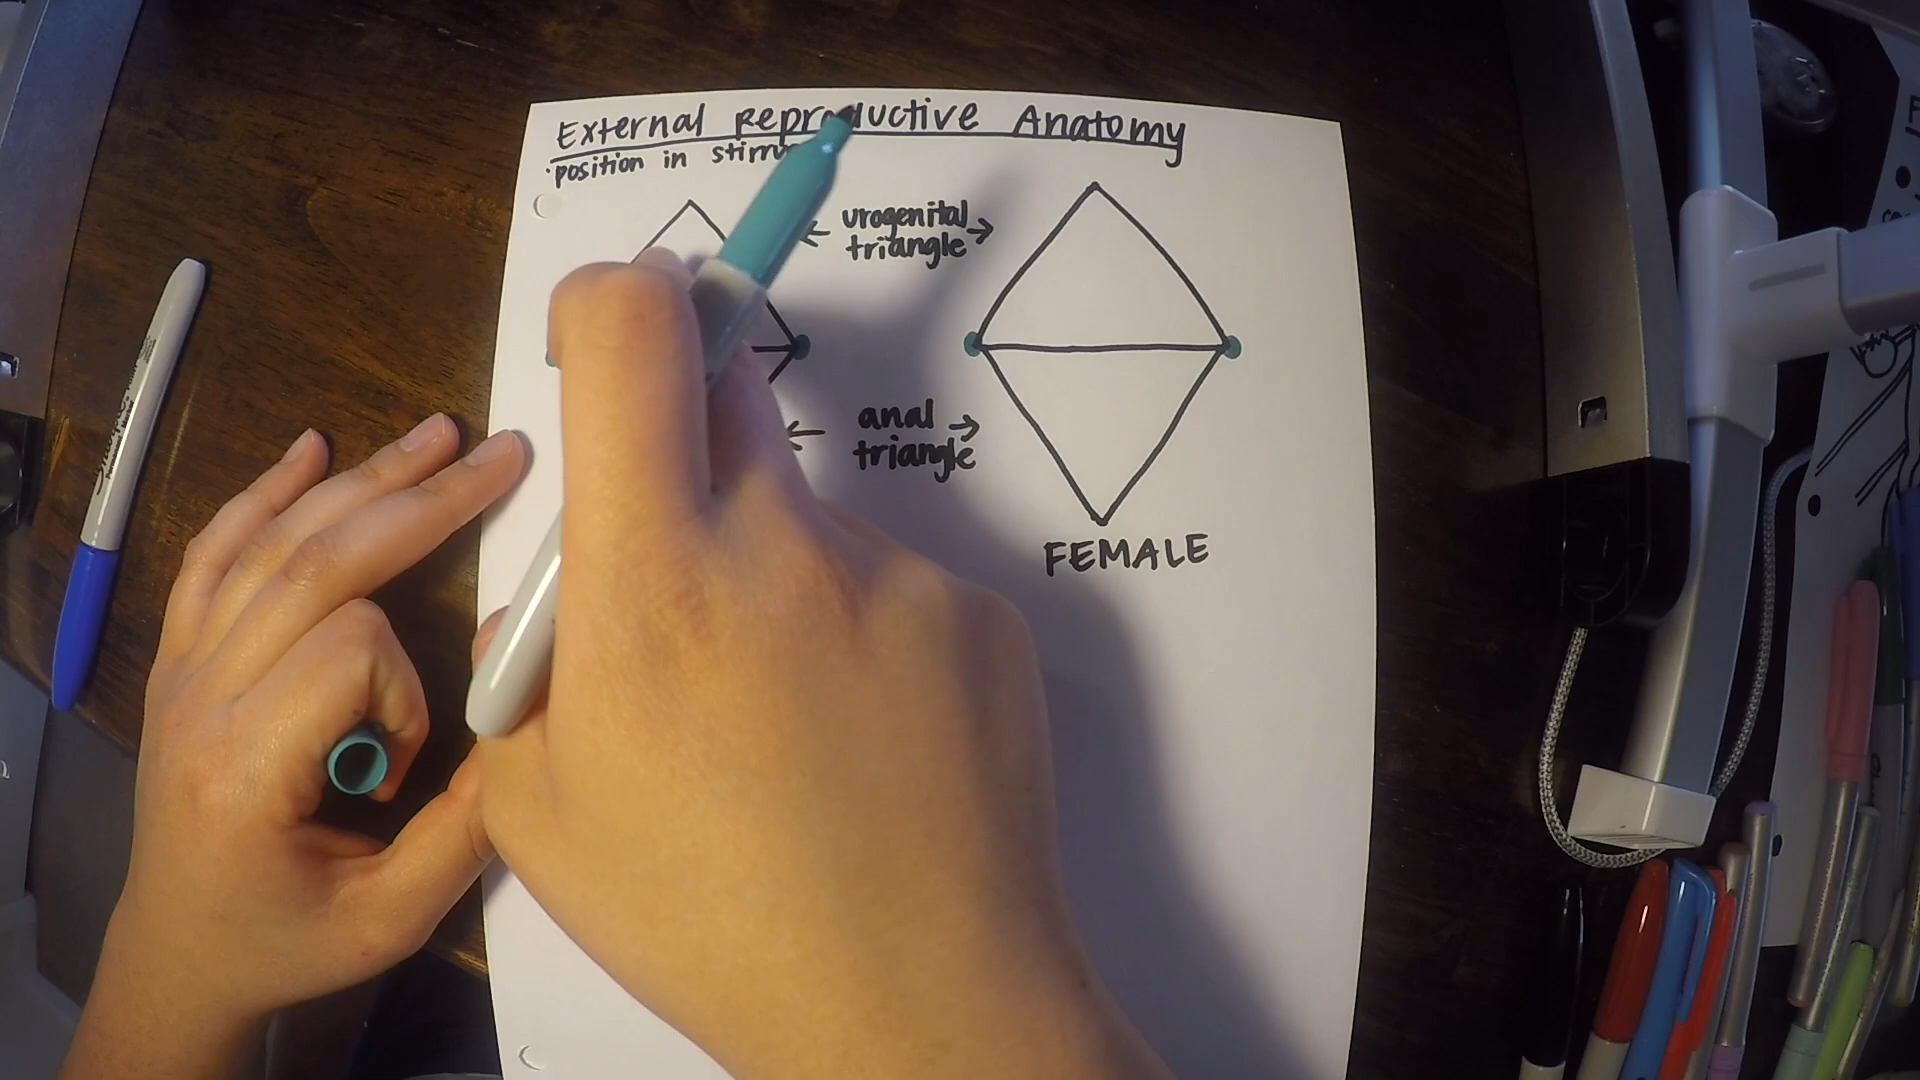 External Reproductive Anatomy
·position in
urogenital
triangle
anal
triangle
FEMALE